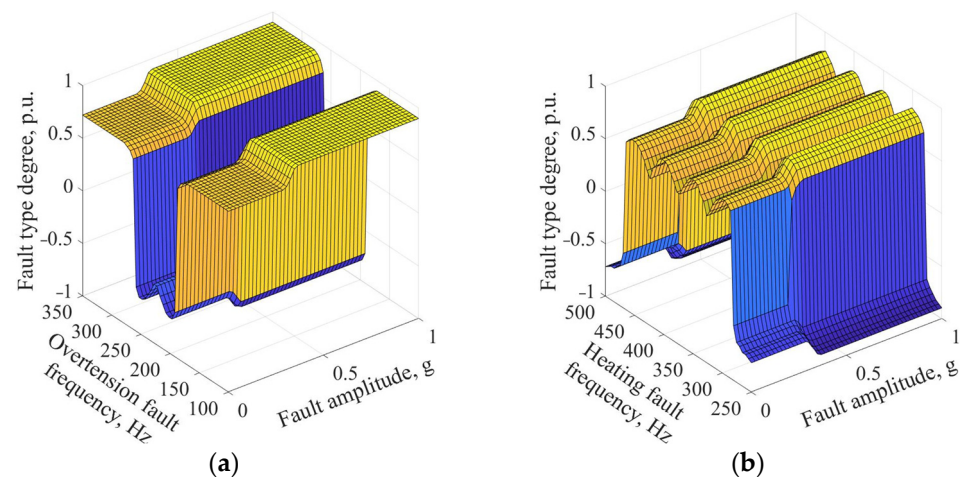 Fault type degree, p.u.
1
0.5
0
−0.5
−1
350
300
250
200
150
100
Overtension fault
frequency, Hz
0
0.5
1
Fault amplitude, g
(a)
Fault type degree, p.u.
1
0.5
0
−0.5
−1
500
450
400
350
300
250
Heating fault
frequency, Hz
0
0.5
1
Fault amplitude, g
(b)